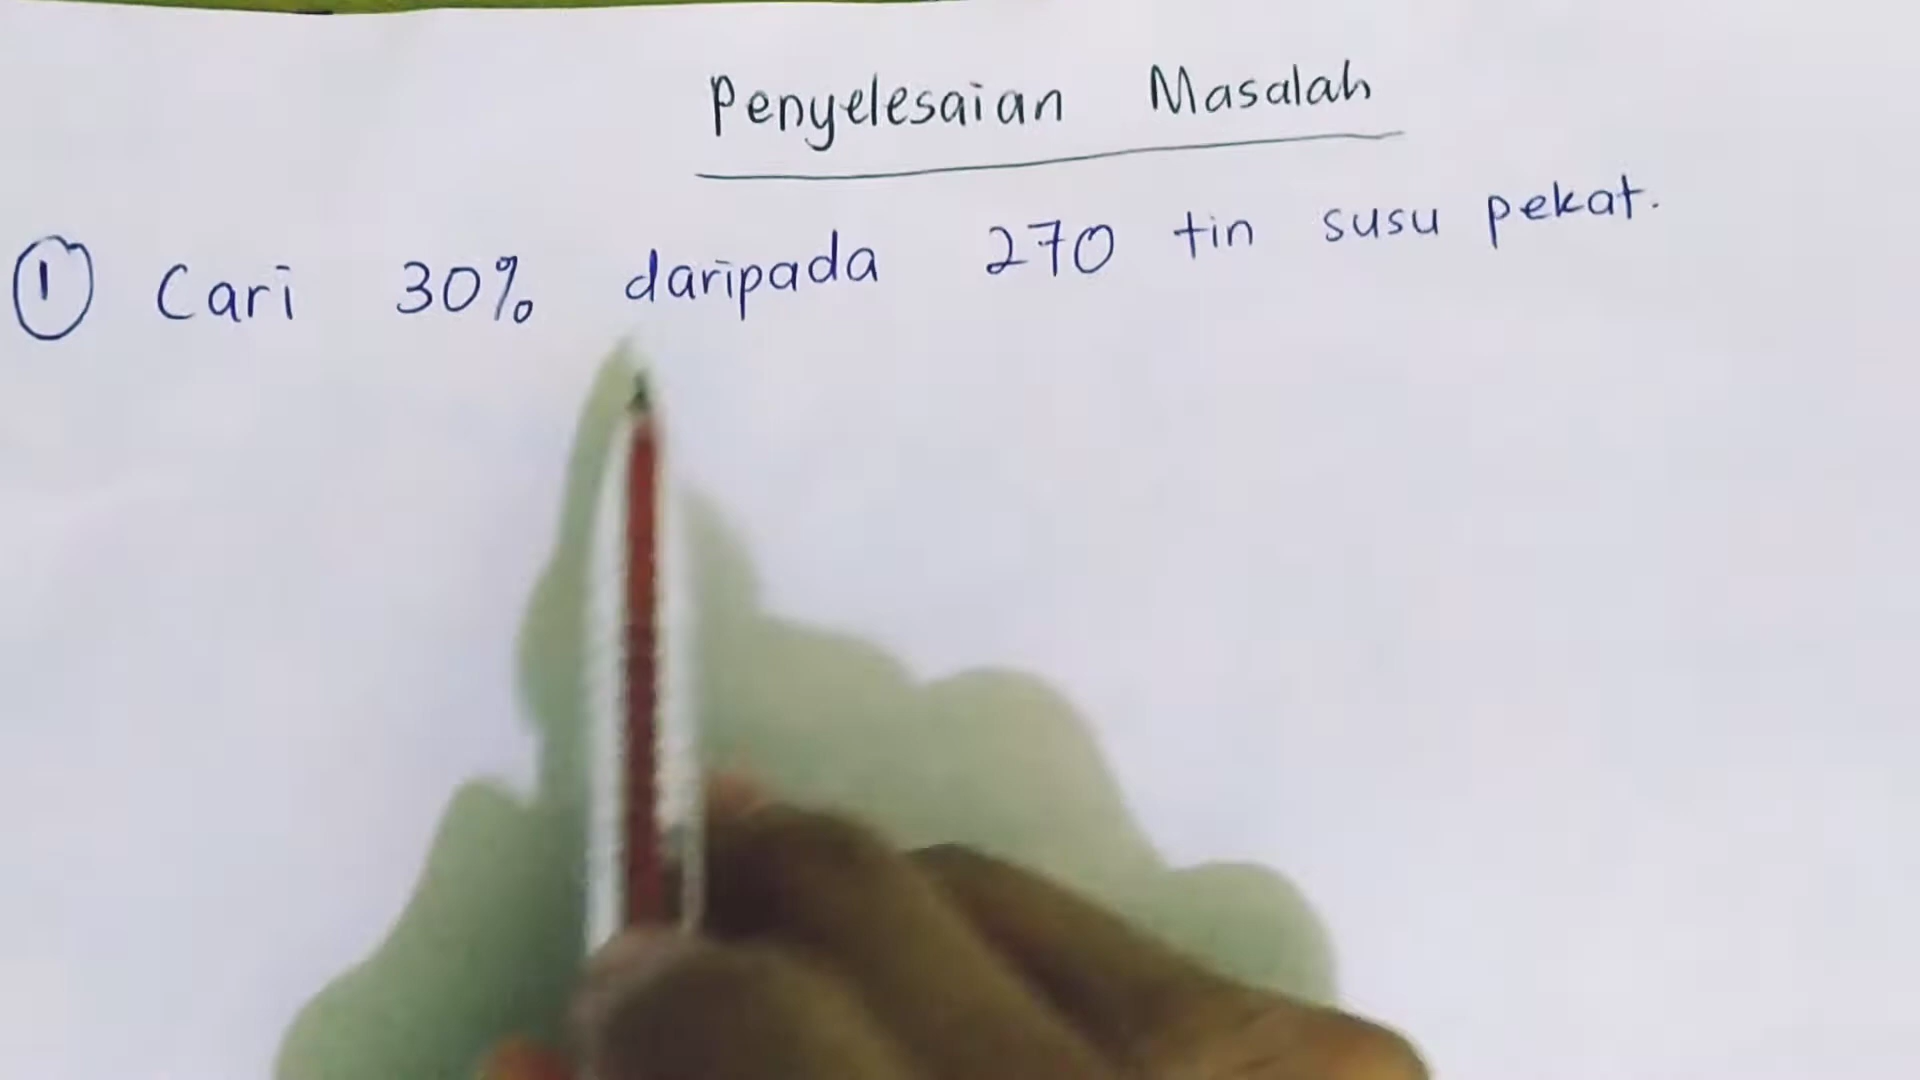 Penyelesaian Masalah
1 Cari 30% daripada 270 tin susu pekat.